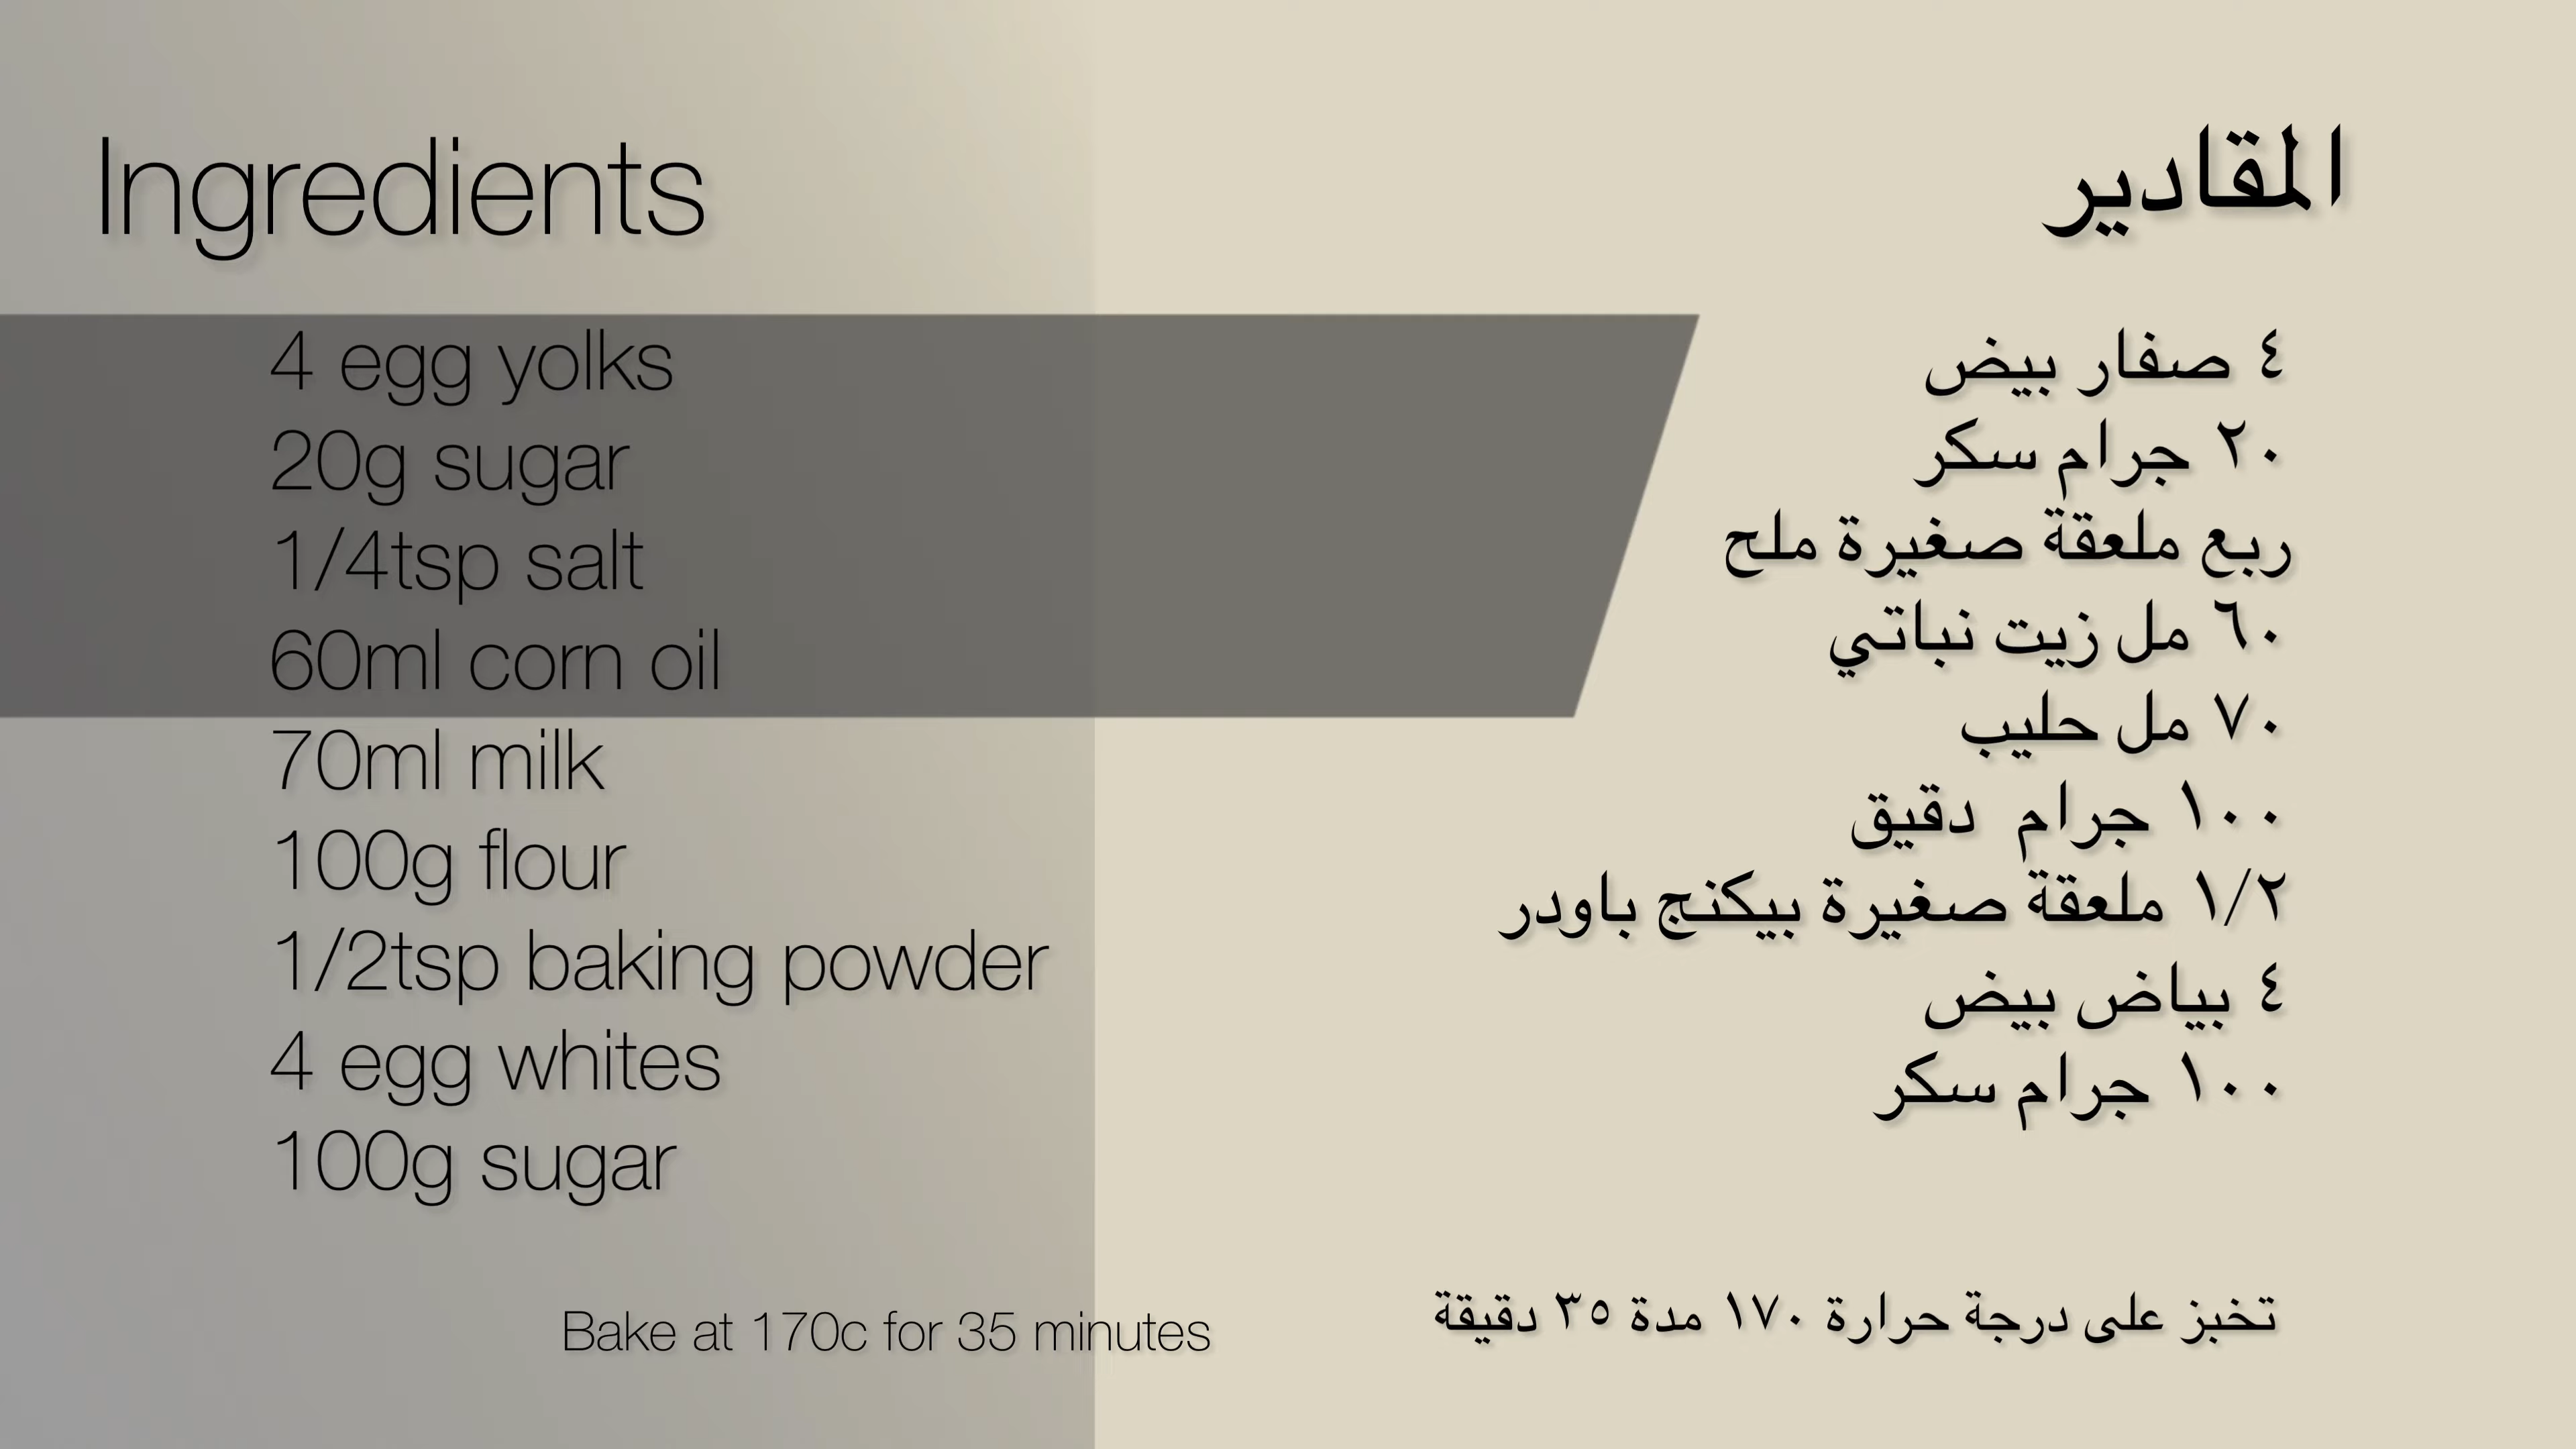 Ingredients
4 egg yolks
20g sugar
1/4tsp salt
60ml corn oil
70ml milk
100g flour
1/2tsp baking powder
4 egg whites
100g sugar
Bake at 170c for 35 minutes
المقادير
٤ صفار بيض
٢٠ جرام سكر
ربع ملعقة صغيرة ملح
٦٠ مل زيت نباتي
٧٠ مل حليب
١٠٠ جرام دقيق
١/٢ ملعقة صغيرة بيكنج باودر
٤ بياض بيض
١٠٠ جرام سكر
تخبز على درجة حرارة ١٧٠ مدة ٣٥ دقيقة